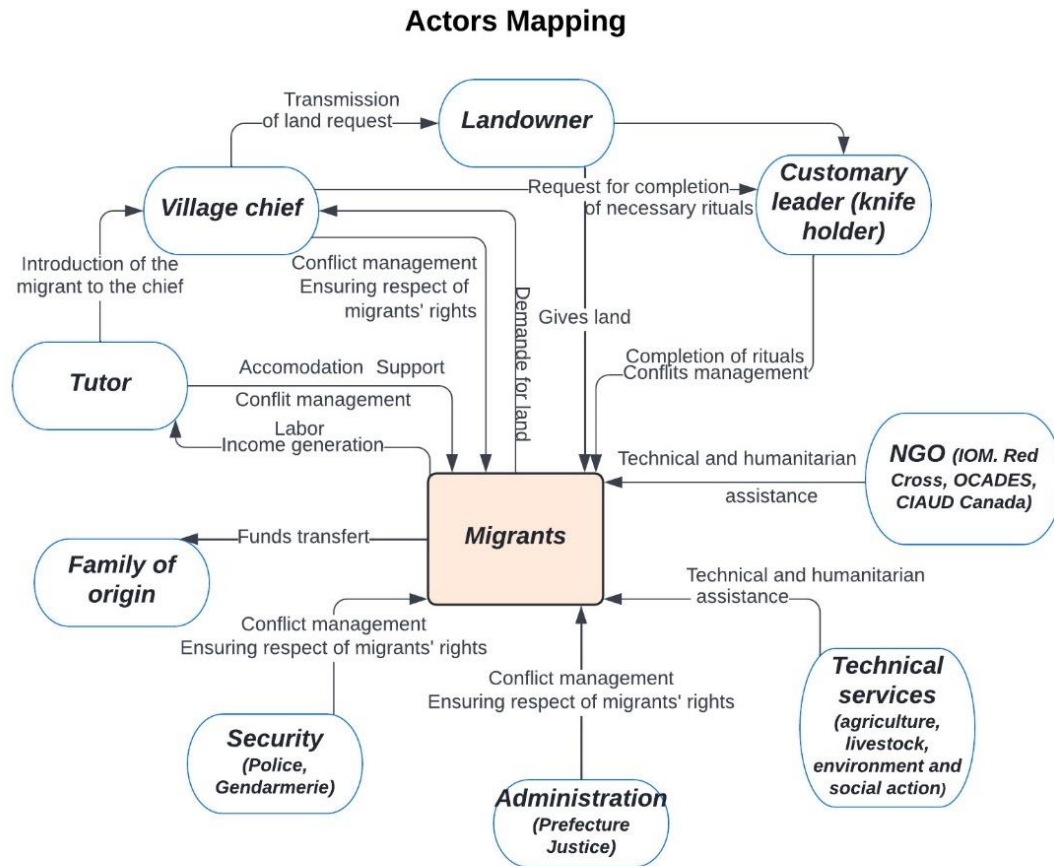 Actors Mapping
Transmission
of land request
Landowner
Village chief
Request for completion
of necessary rituals
Customary
leader (knife
holder)
Introduction of the
migrant to the chief
Conflict management
Ensuring respect of
migrants' rights
Demande for land
Gives land
Completion of rituals
Conflits management
Tutor
Accomodation Support
Conflit management
Labor
Income generation
Technical and humanitarian
assistance
NGO (IOM. Red
Cross, OCADES,
CIAUD Canada)
Migrants
Funds transfert
Family of
origin
Technical and humanitarian
assistance
Conflict management
Ensuring respect of migrants' rights
Conflict management
Ensuring respect of migrants' rights
Technical
services
(agriculture,
livestock,
environment and
social action)
Security
(Police,
Gendarmerie)
Administration
(Prefecture
Justice)